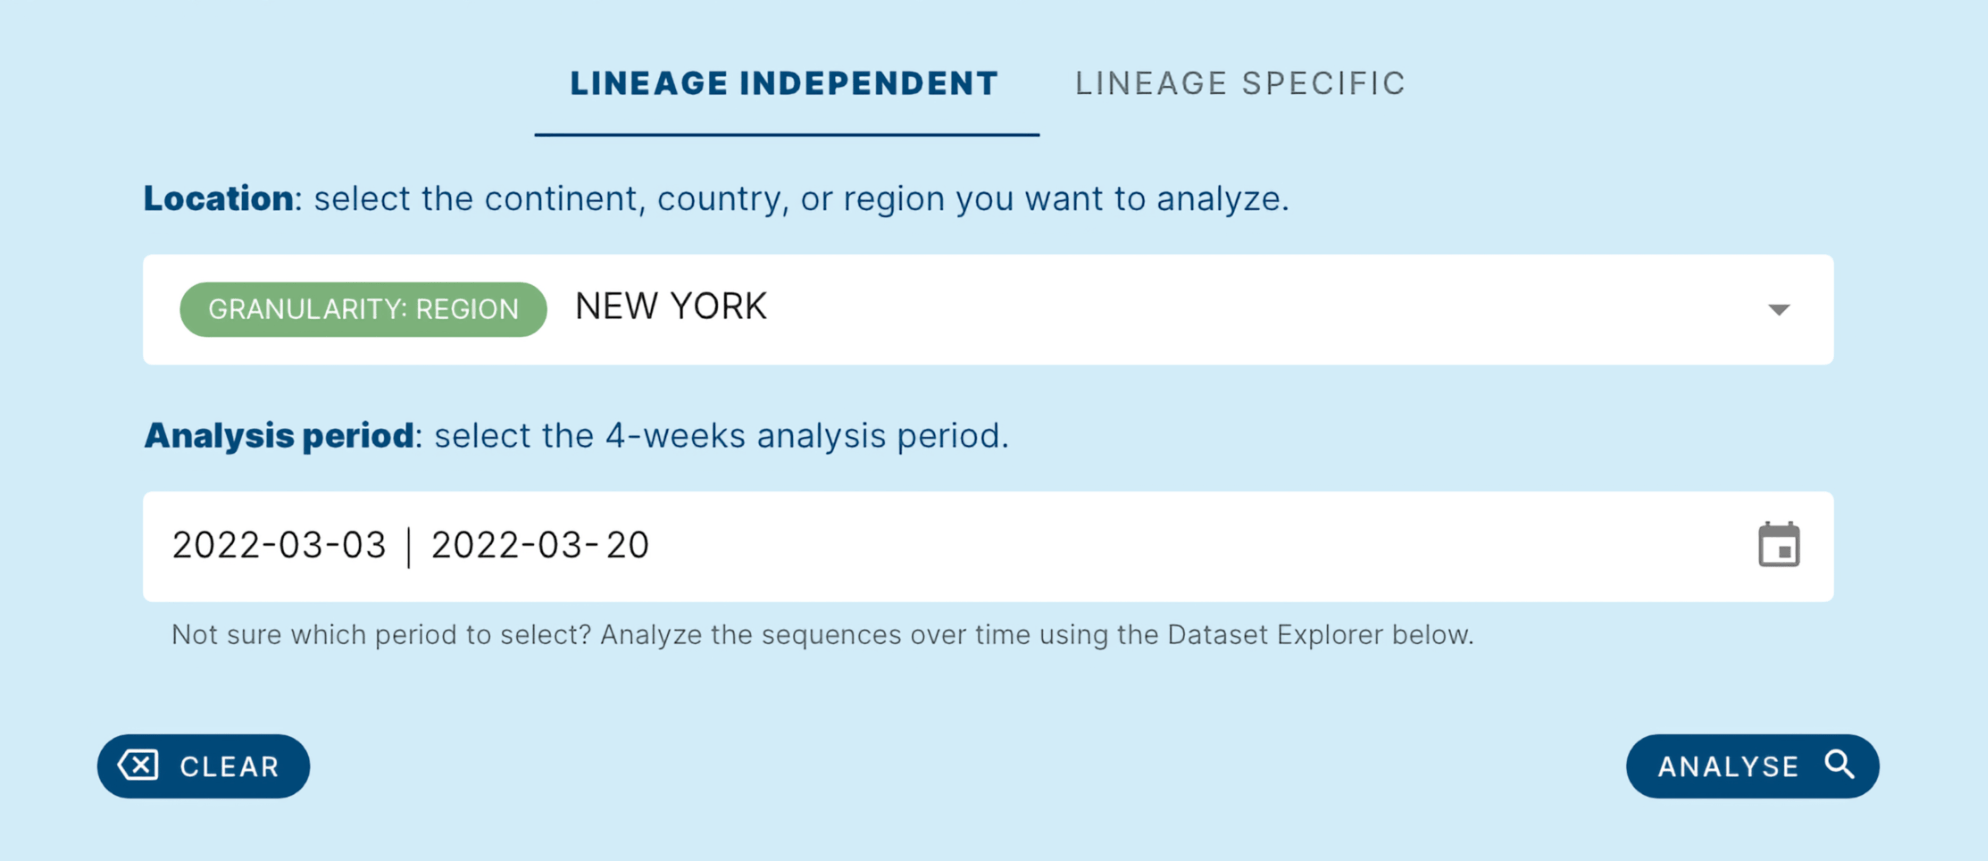 LINEAGE INDEPENDENT LINEAGE SPECIFIC
Location: select the continent, country, or region you want to analyze.
GRANULARITY: REGION NEW YORK
Analysis period: select the 4-weeks analysis period.
2022-03-03 | 2022-03-20
Not sure which period to select? Analyze the sequences over time using the Dataset Explorer below.
CLEAR ANALYSE